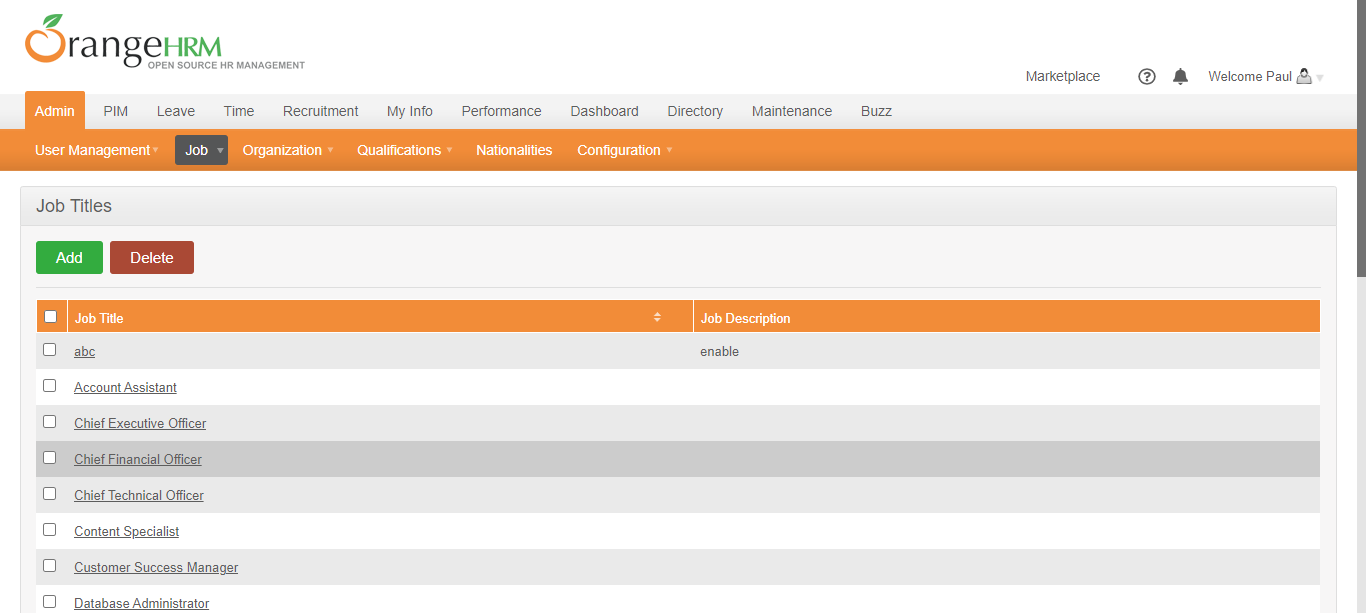 OrangeHRM
OPEN SOURCE HR MANAGEMENT
Marketplace ? Welcome Paul
Admin PIM Leave Time Recruitment My Info Performance Dashboard Directory Maintenance Buzz
User Management Job Organization Qualifications Nationalities Configuration
Job Titles
Add Delete
Job Title Job Description
abc enable
Account Assistant
Chief Executive Officer
Chief Financial Officer
Chief Technical Officer
Content Specialist
Customer Success Manager
Database Administrator